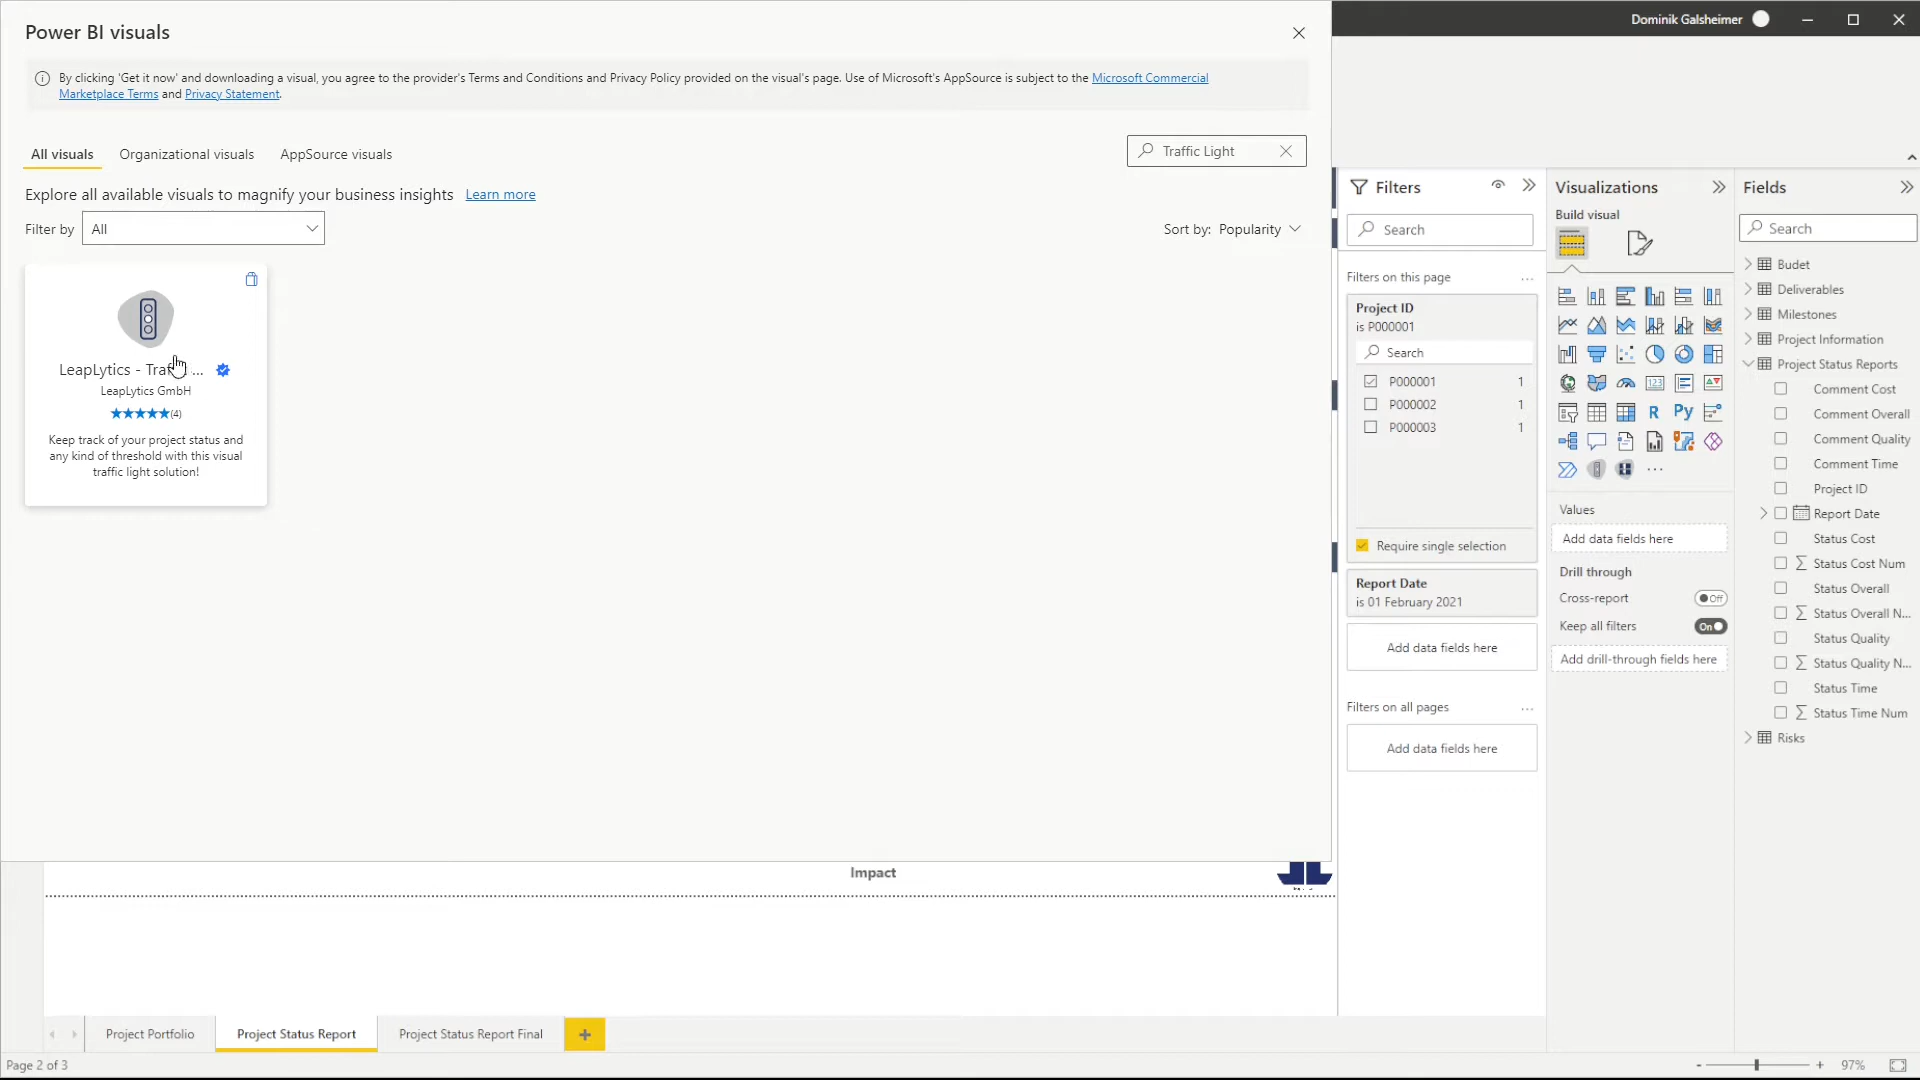 Power BI visuals
Dominik Galsheimer
By clicking 'Get it now' and downloading a visual, you agree to the provider's Terms and Conditions and Privacy Policy provided on the visual's page. Use of Microsoft's AppSource is subject to the Microsoft Commercial
Marketplace Terms and Privacy Statement.
All visuals
Organizational visuals
AppSource visuals
Traffic Light
Explore all available visuals to magnify your business insights Learn more
Filter by
All
Sort by: Popularity
LeapLytics - Traf ...
LeapLytics GmbH
(4)
Keep track of your project status and
any kind of threshold with this visual
traffic light solution!
Impact
Filters
Search
Filters on this page
...
Project ID
is P000001
Search
P000001 1
P000002 1
P000003 1
Require single selection
Report Date
is 01 February 2021
Add data fields here
Filters on all pages
...
Add data fields here
Visualizations
Build visual
123
R
Py
...
Values
Add data fields here
Drill through
Cross-report
Off
Keep all filters
On
Add drill-through fields here
Fields
Search
Budet
Deliverables
Milestones
Project Information
Project Status Reports
Comment Cost
Comment Overall
Comment Quality
Comment Time
Project ID
Report Date
Status Cost
∑ Status Cost Num
Status Overall
∑ Status Overall N...
Status Quality
∑ Status Quality N...
Status Time
∑ Status Time Num
Risks
Project Portfolio
Project Status Report
Project Status Report Final
+
Page 2 of 3
- + 97%